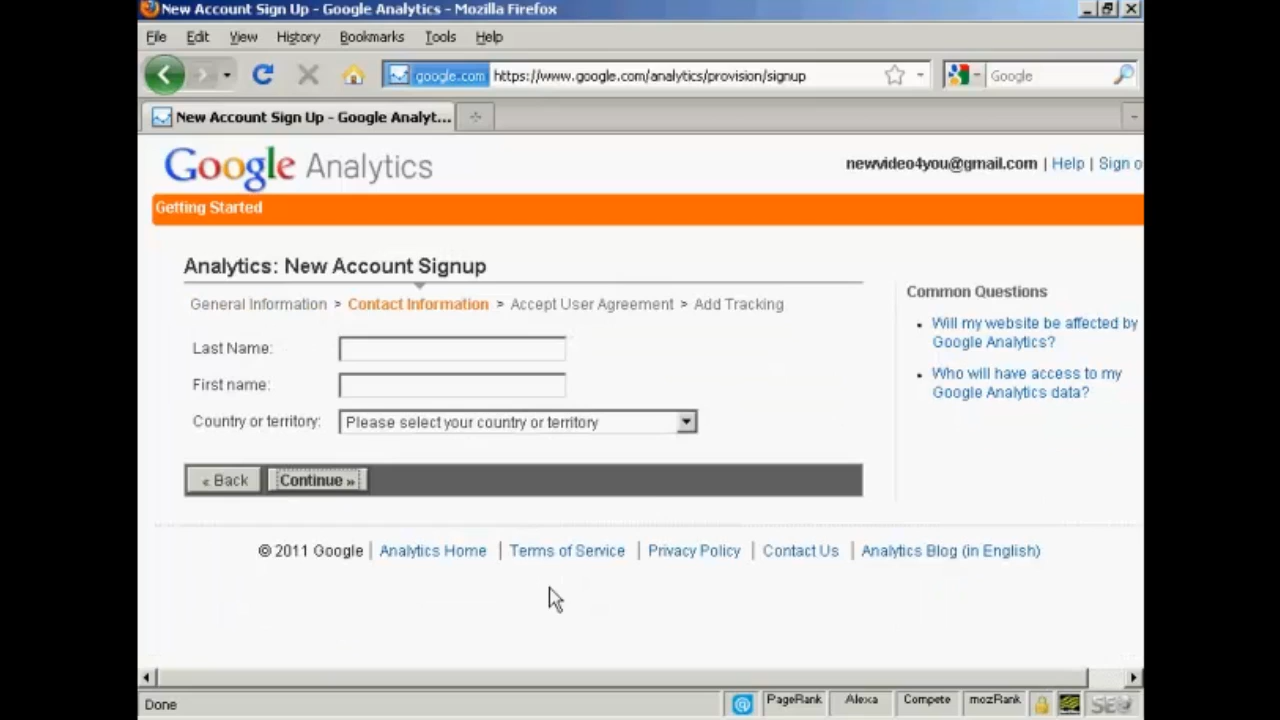 New Account Sign Up - Google Analytics - Mozilla Firefox
File Edit View History Bookmarks Tools Help
google.com https://www.google.com/analytics/provision/signup Google
New Account Sign Up - Google Analyt...
Google Analytics
newvideo4you@gmail.com | Help | Sign o
Getting Started
Analytics: New Account Signup
General Information > Contact Information > Accept User Agreement > Add Tracking
Last Name:
First name:
Country or territory: Please select your country or territory
« Back Continue »
Common Questions
Will my website be affected by
Google Analytics?
Who will have access to my
Google Analytics data?
© 2011 Google | Analytics Home | Terms of Service | Privacy Policy | Contact Us | Analytics Blog (in English)
Done PageRank Alexa Compete mozRank SEO